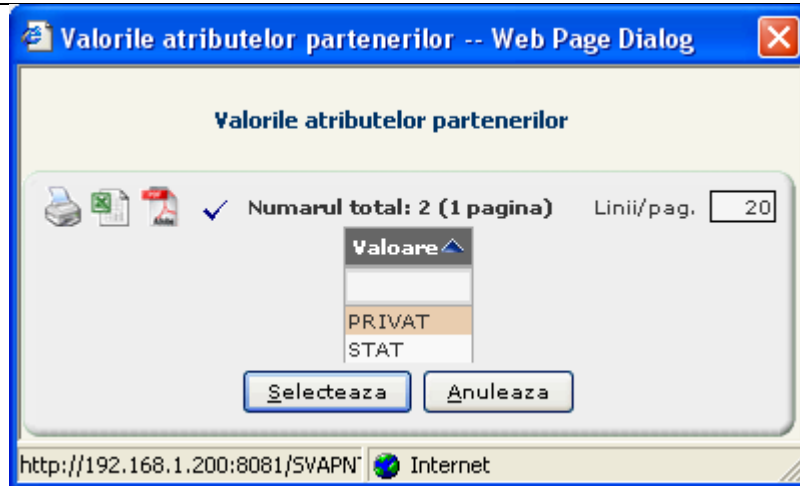 Valorile atributelor partenerilor -- Web Page Dialog
Valorile atributelor partenerilor
Numarul total: 2 (1 pagina) Linii/pag. 20
Valoare
PRIVAT
STAT
Selecteaza Anuleaza
http://192.168.1.200:8081/SVAPNT Internet